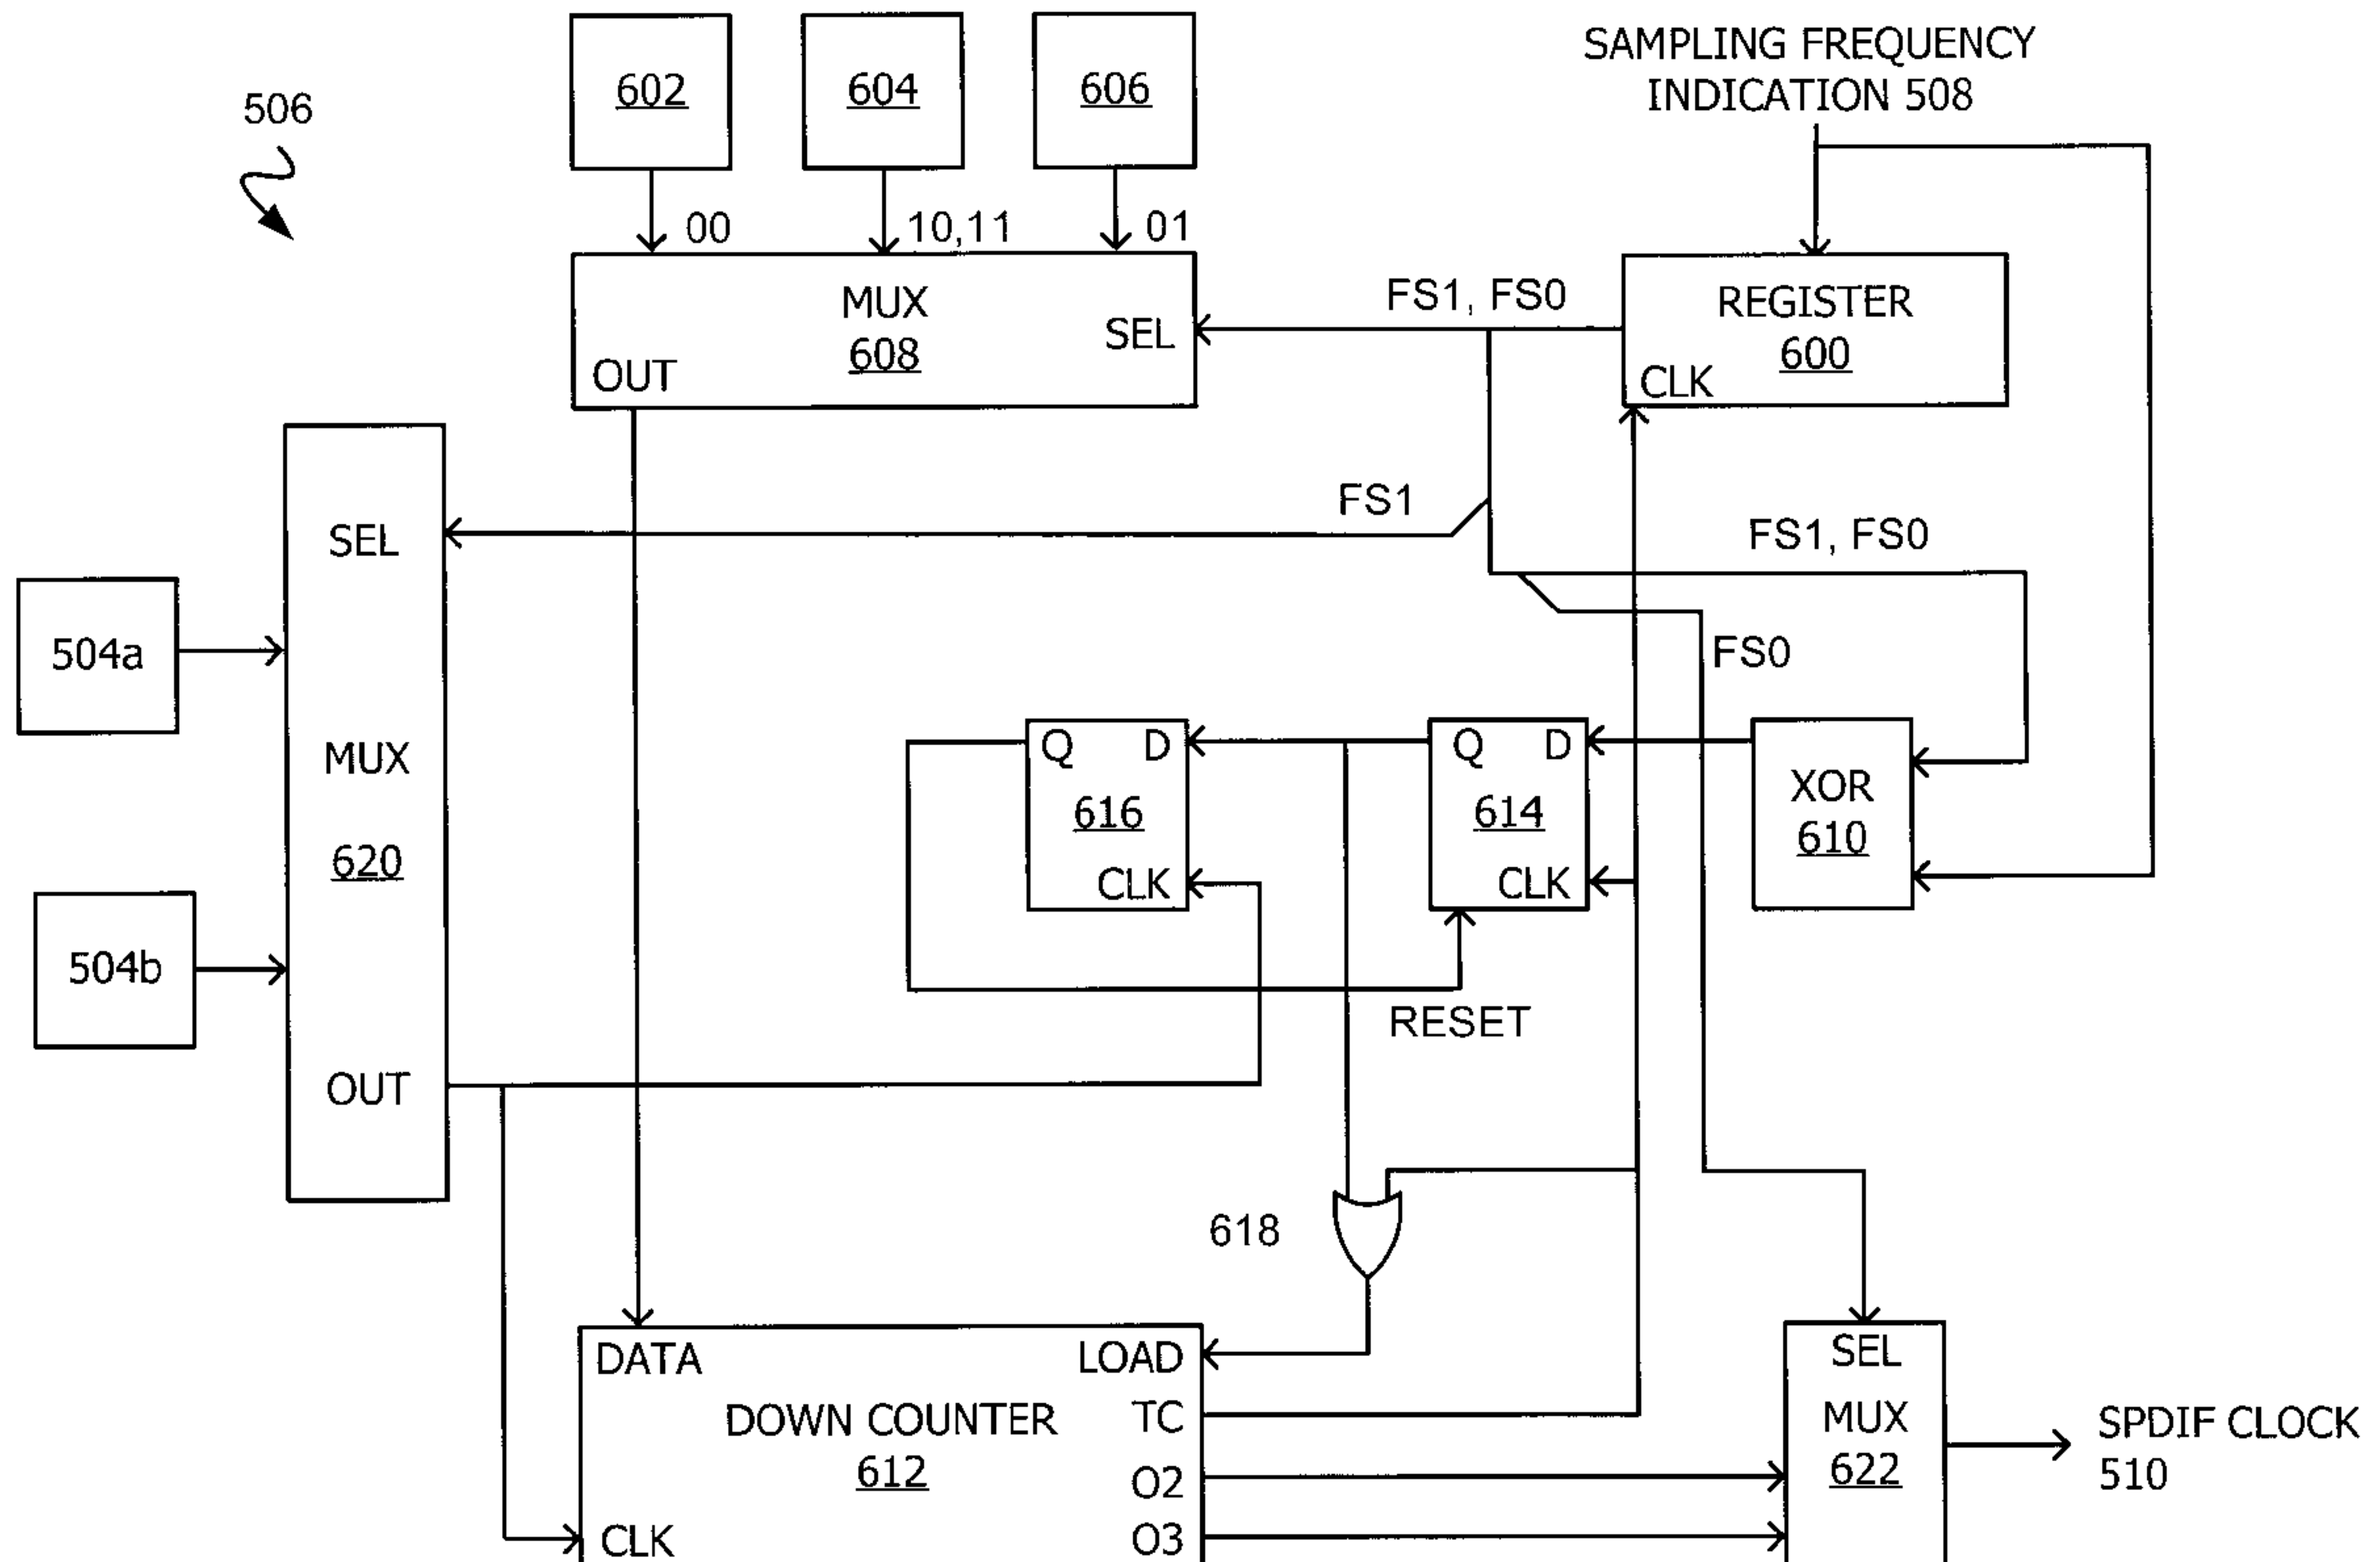 602
604
606
SAMPLING FREQUENCY
INDICATION 508
506
00
10,11
01
MUX
608
SEL
OUT
FS1, FS0
REGISTER
600
CLK
FS1
FS1, FS0
SEL
504a
FS0
MUX
620
Q D
616
CLK
Q D
614
CLK
XOR
610
504b
RESET
OUT
618
DATA
LOAD
SEL
DOWN COUNTER
612
TC
MUX
622
SPDIF CLOCK
510
O2
CLK
O3